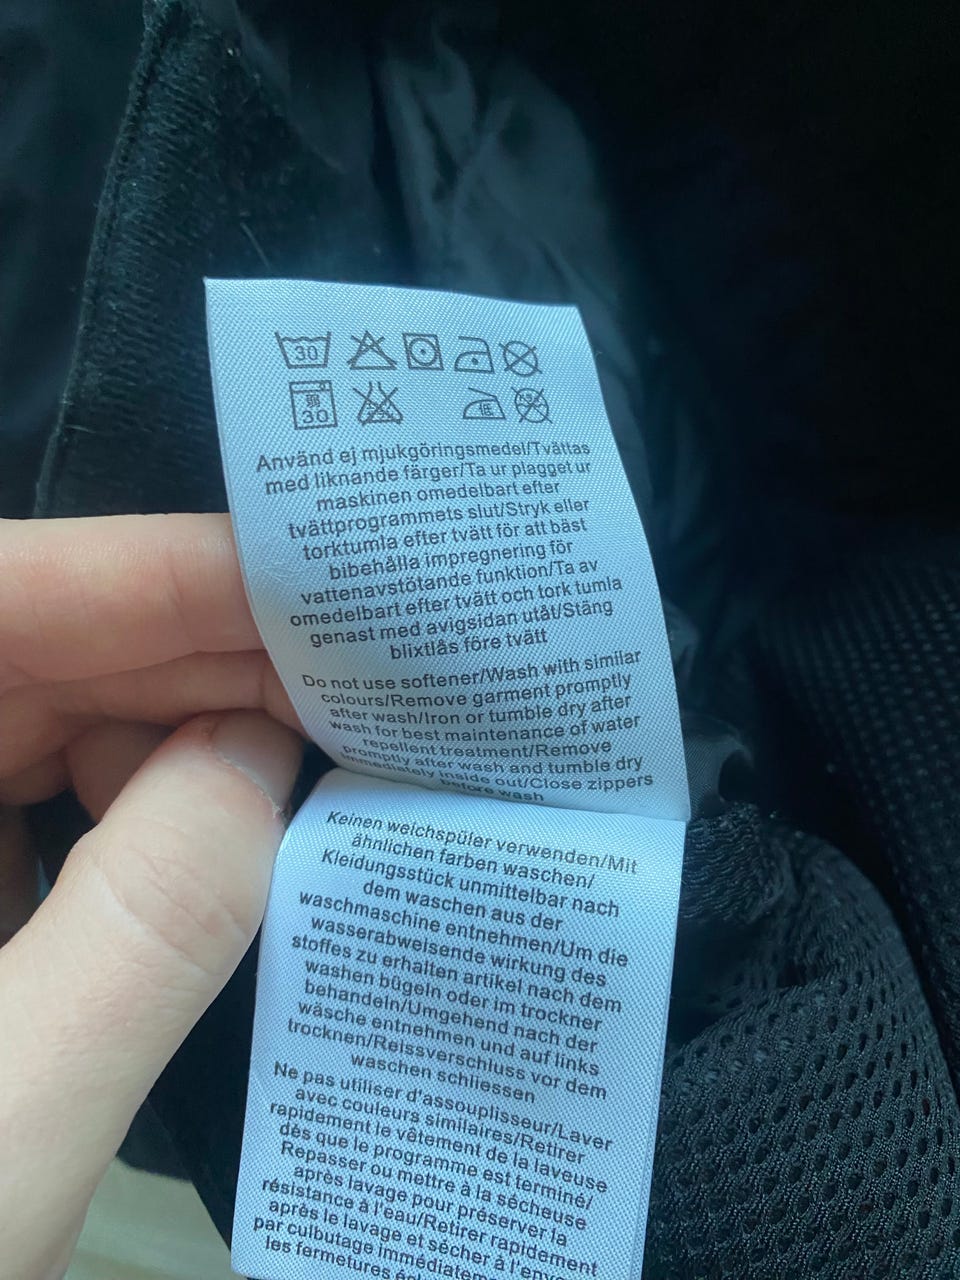 30
弱
30
低
Använd ej mjukgöringsmedel/Tvättas
med liknande färger/Ta ur plagget ur
maskinen omedelbart efter
tvättprogrammets slut/Stryk eller
torktumla efter tvätt för att bäst
bibehålla impregnering för
vattenavstötande funktion/Ta av
omedelbart efter tvätt och tork tumla
genast med avigsidan utåt/Stäng
blixtlås före tvätt
Do not use softener/Wash with similar
colours/Remove garment promptly
after wash/Iron or tumble dry after
wash for best maintenance of water
repellent treatment/Remove
promptly after wash and tumble dry
immediately inside out/Close zippers
before wash
Keinen weichspüler verwenden/Mit
ähnlichen farben waschen/
Kleidungsstück unmittelbar nach
dem waschen aus der
waschmaschine entnehmen/Um die
wasserabweisende wirkung des
stoffes zu erhalten artikel nach dem
washen bügeln oder im trockner
behandeln/Umgehend nach der
wäsche entnehmen und auf links
trocknen/Reissverschluss vor dem
waschen schliessen
Ne pas utiliser d'assouplisseur/Laver
avec couleurs similaires/Retirer
rapidement le vêtement de la laveuse
dès que le programme est terminé/
Repasser ou mettre à la sécheuse
après lavage pour préserver la
résistance à l'eau/Retirer rapidement
après le lavage et sécher à l'enve
par culbutage immédiateme
les fermetures